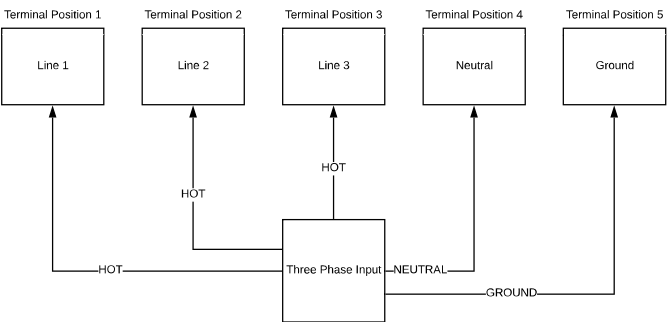 Terminal Position 1
Terminal Position 2
Terminal Position 3
Terminal Position 4
Terminal Position 5
Line 1
Line 2
Line 3
Neutral
Ground
HOT
HOT
HOT
Three Phase Input
NEUTRAL
GROUND